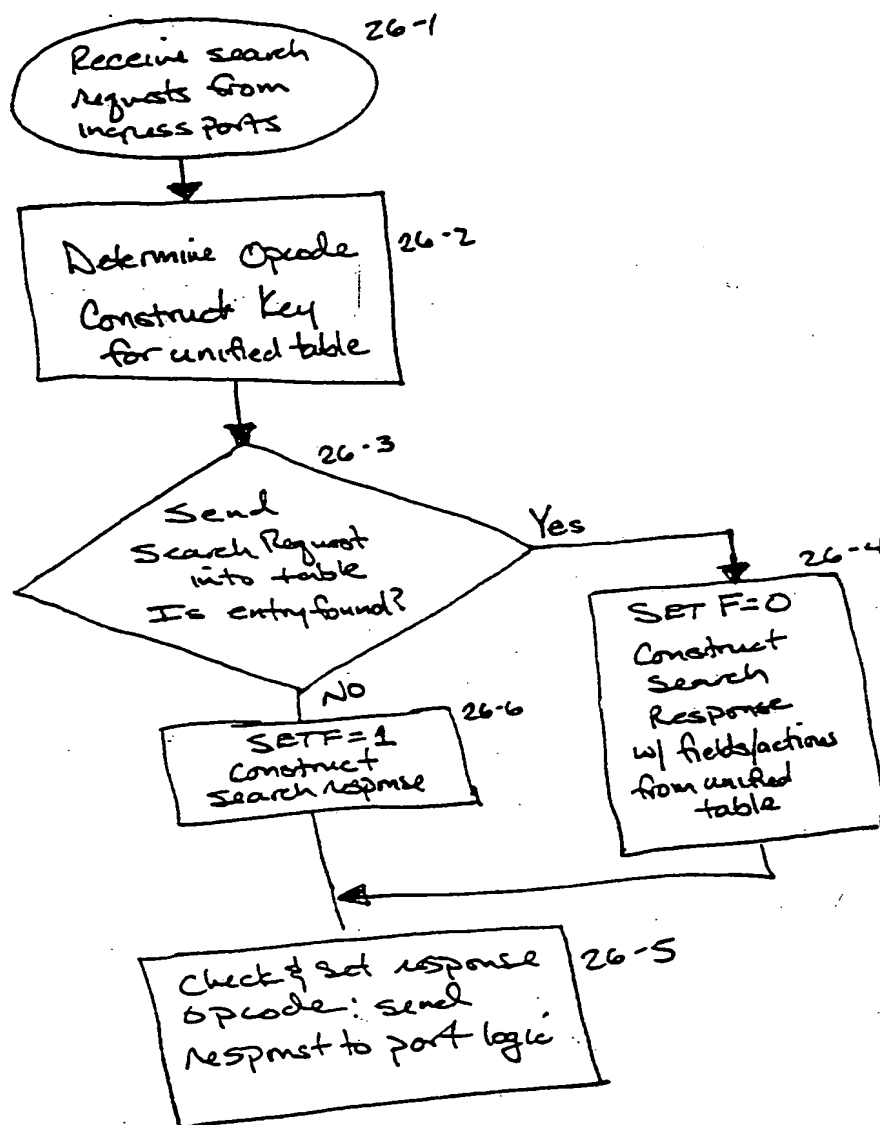 26-1
Receive search
requests from
ingress ports
26-2
Determine Opcode
Construct Key
for unified table
26-3
Send
Search Request
into table
Is entry found?
Yes
26-4
SET F=0
Construct
Search
Response
w/ fields/actions
from unified
table
NO
26-6
SET F=1
Construct
search response
26-5
Check & set response
opcode: send
response to port logic